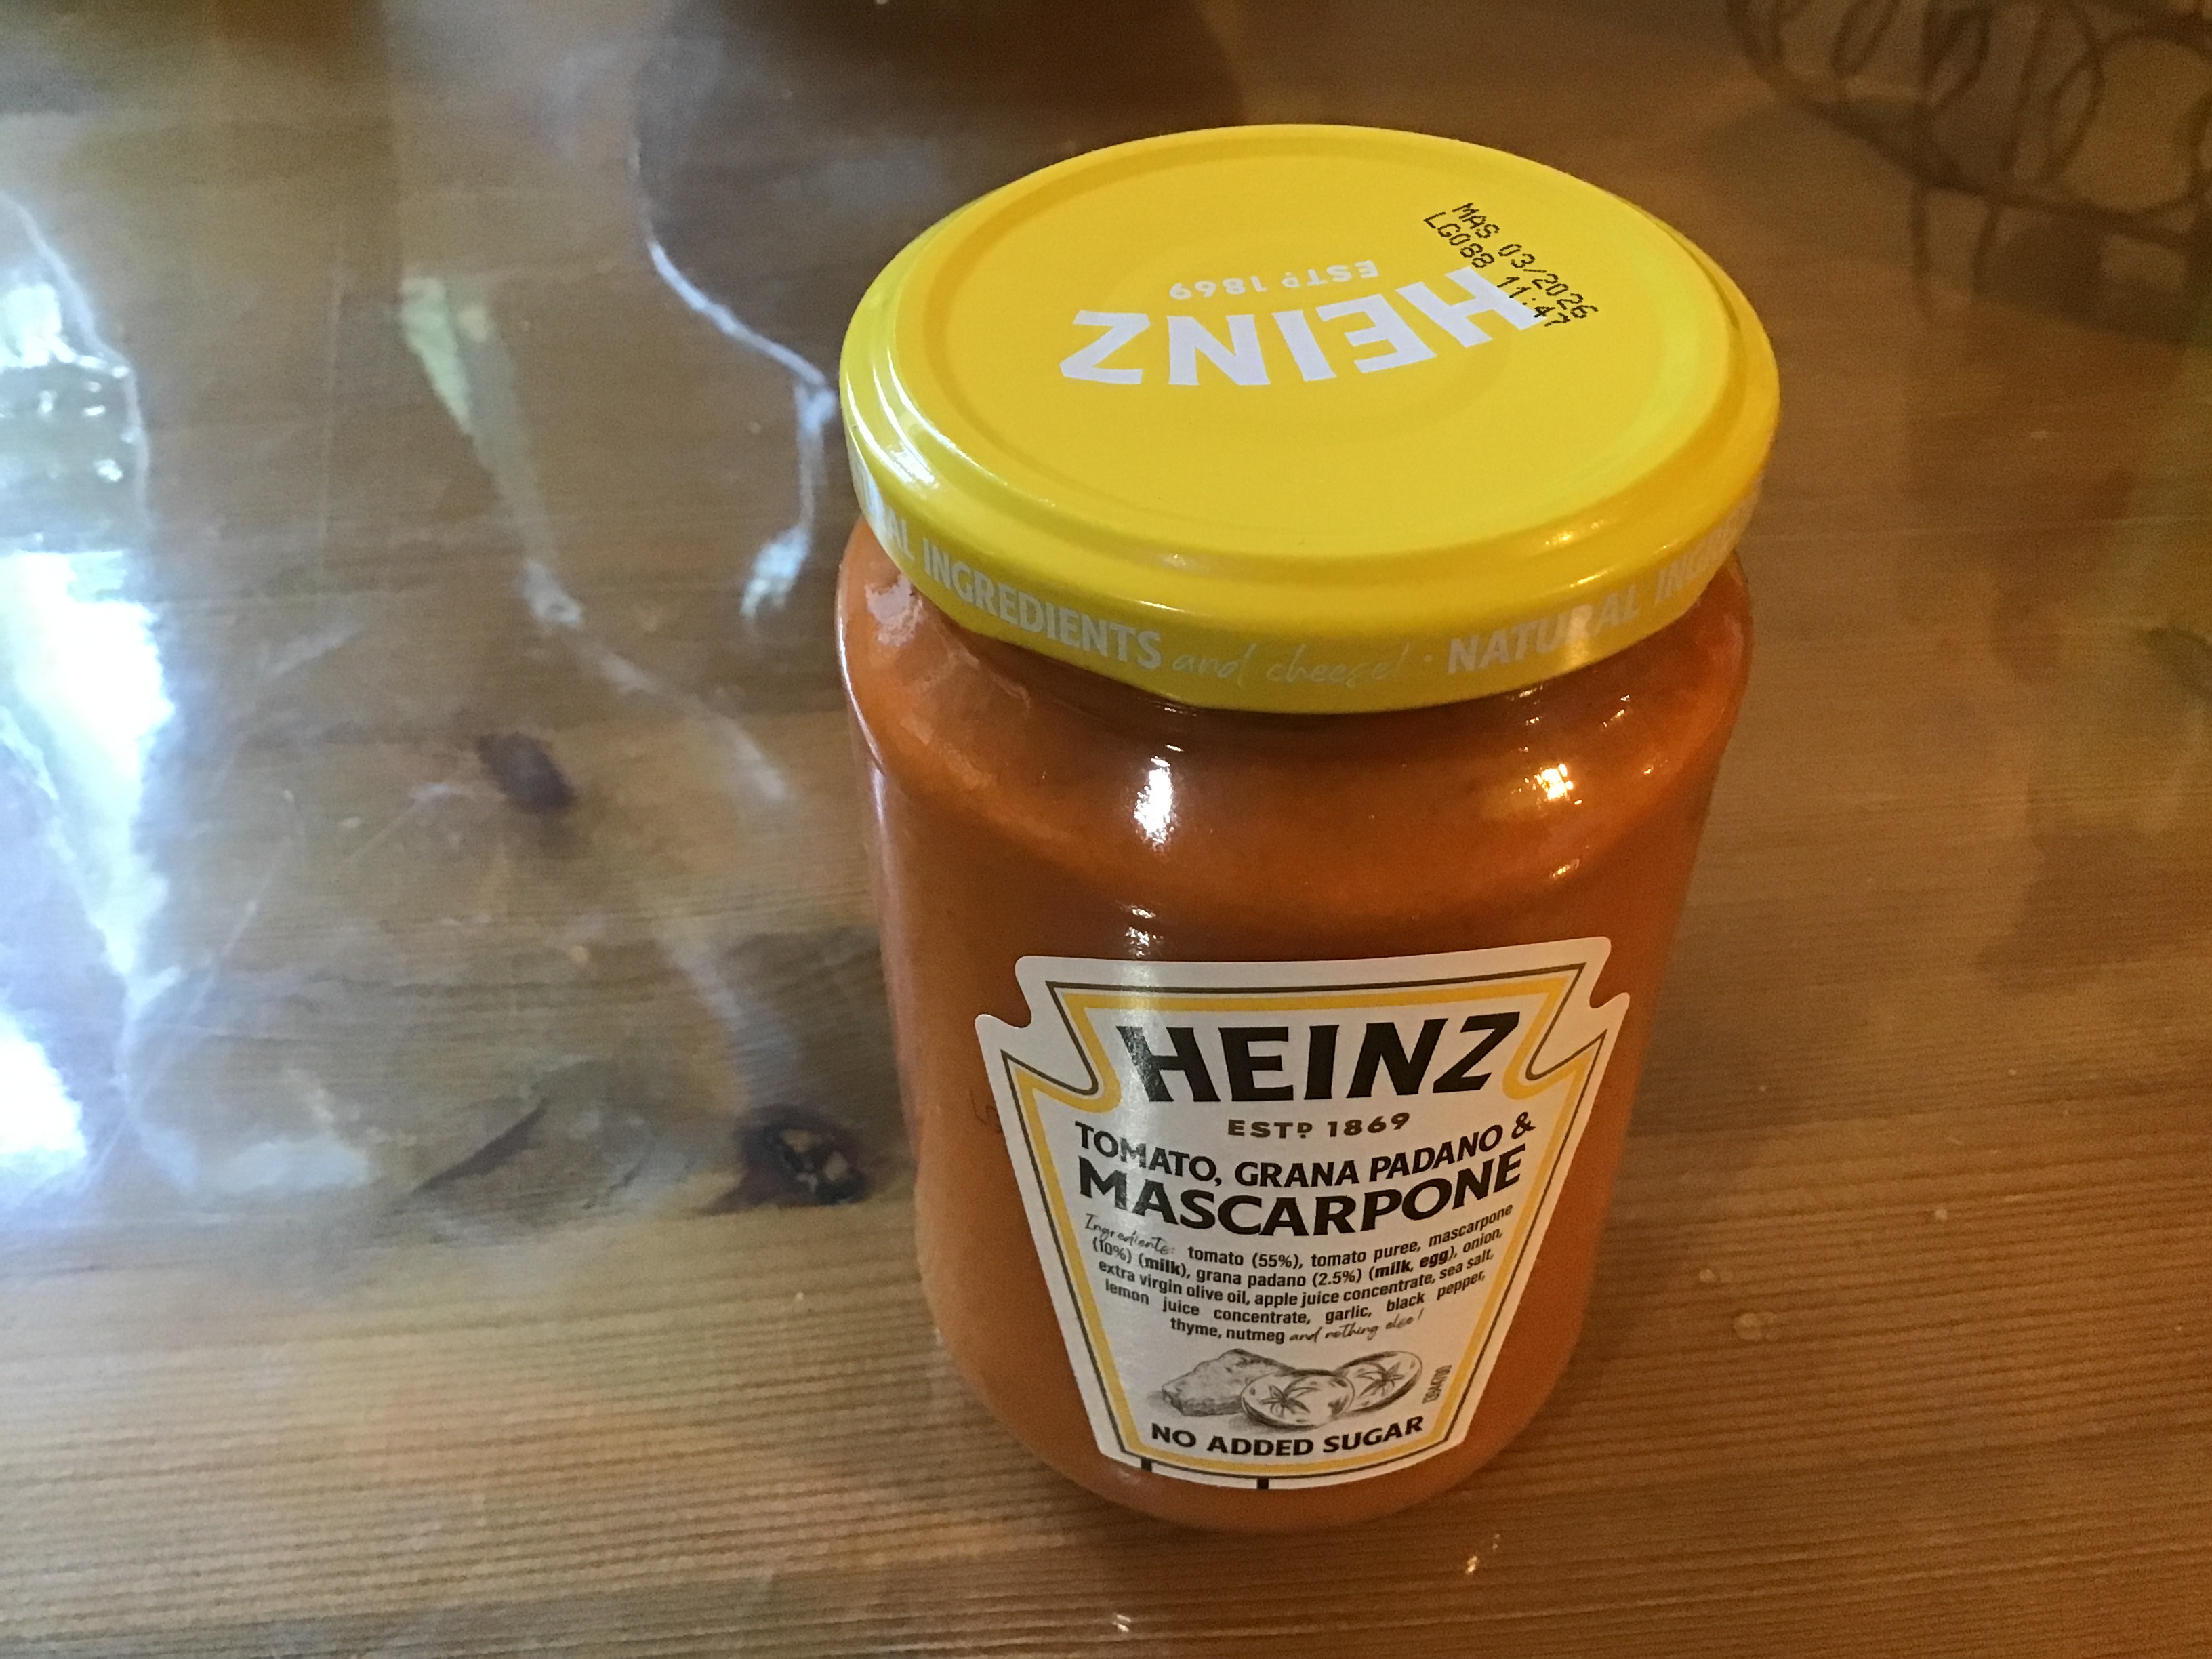 MAS 03/2026
LG088 11:47
HEINZ
ESTD 1869
AL INGREDIENTS and cheese! · NATURAL INGRE
HEINZ
ESTD 1869
TOMATO, GRANA PADANO &
MASCARPONE
Ingredients: tomato (55%), tomato puree, mascarpone
(10%) (milk), grana padano (2.5%) (milk, egg), onion,
extra virgin olive oil, apple juice concentrate, sea salt,
lemon juice concentrate, garlic, black pepper,
thyme, nutmeg and nothing else!
NO ADDED SUGAR